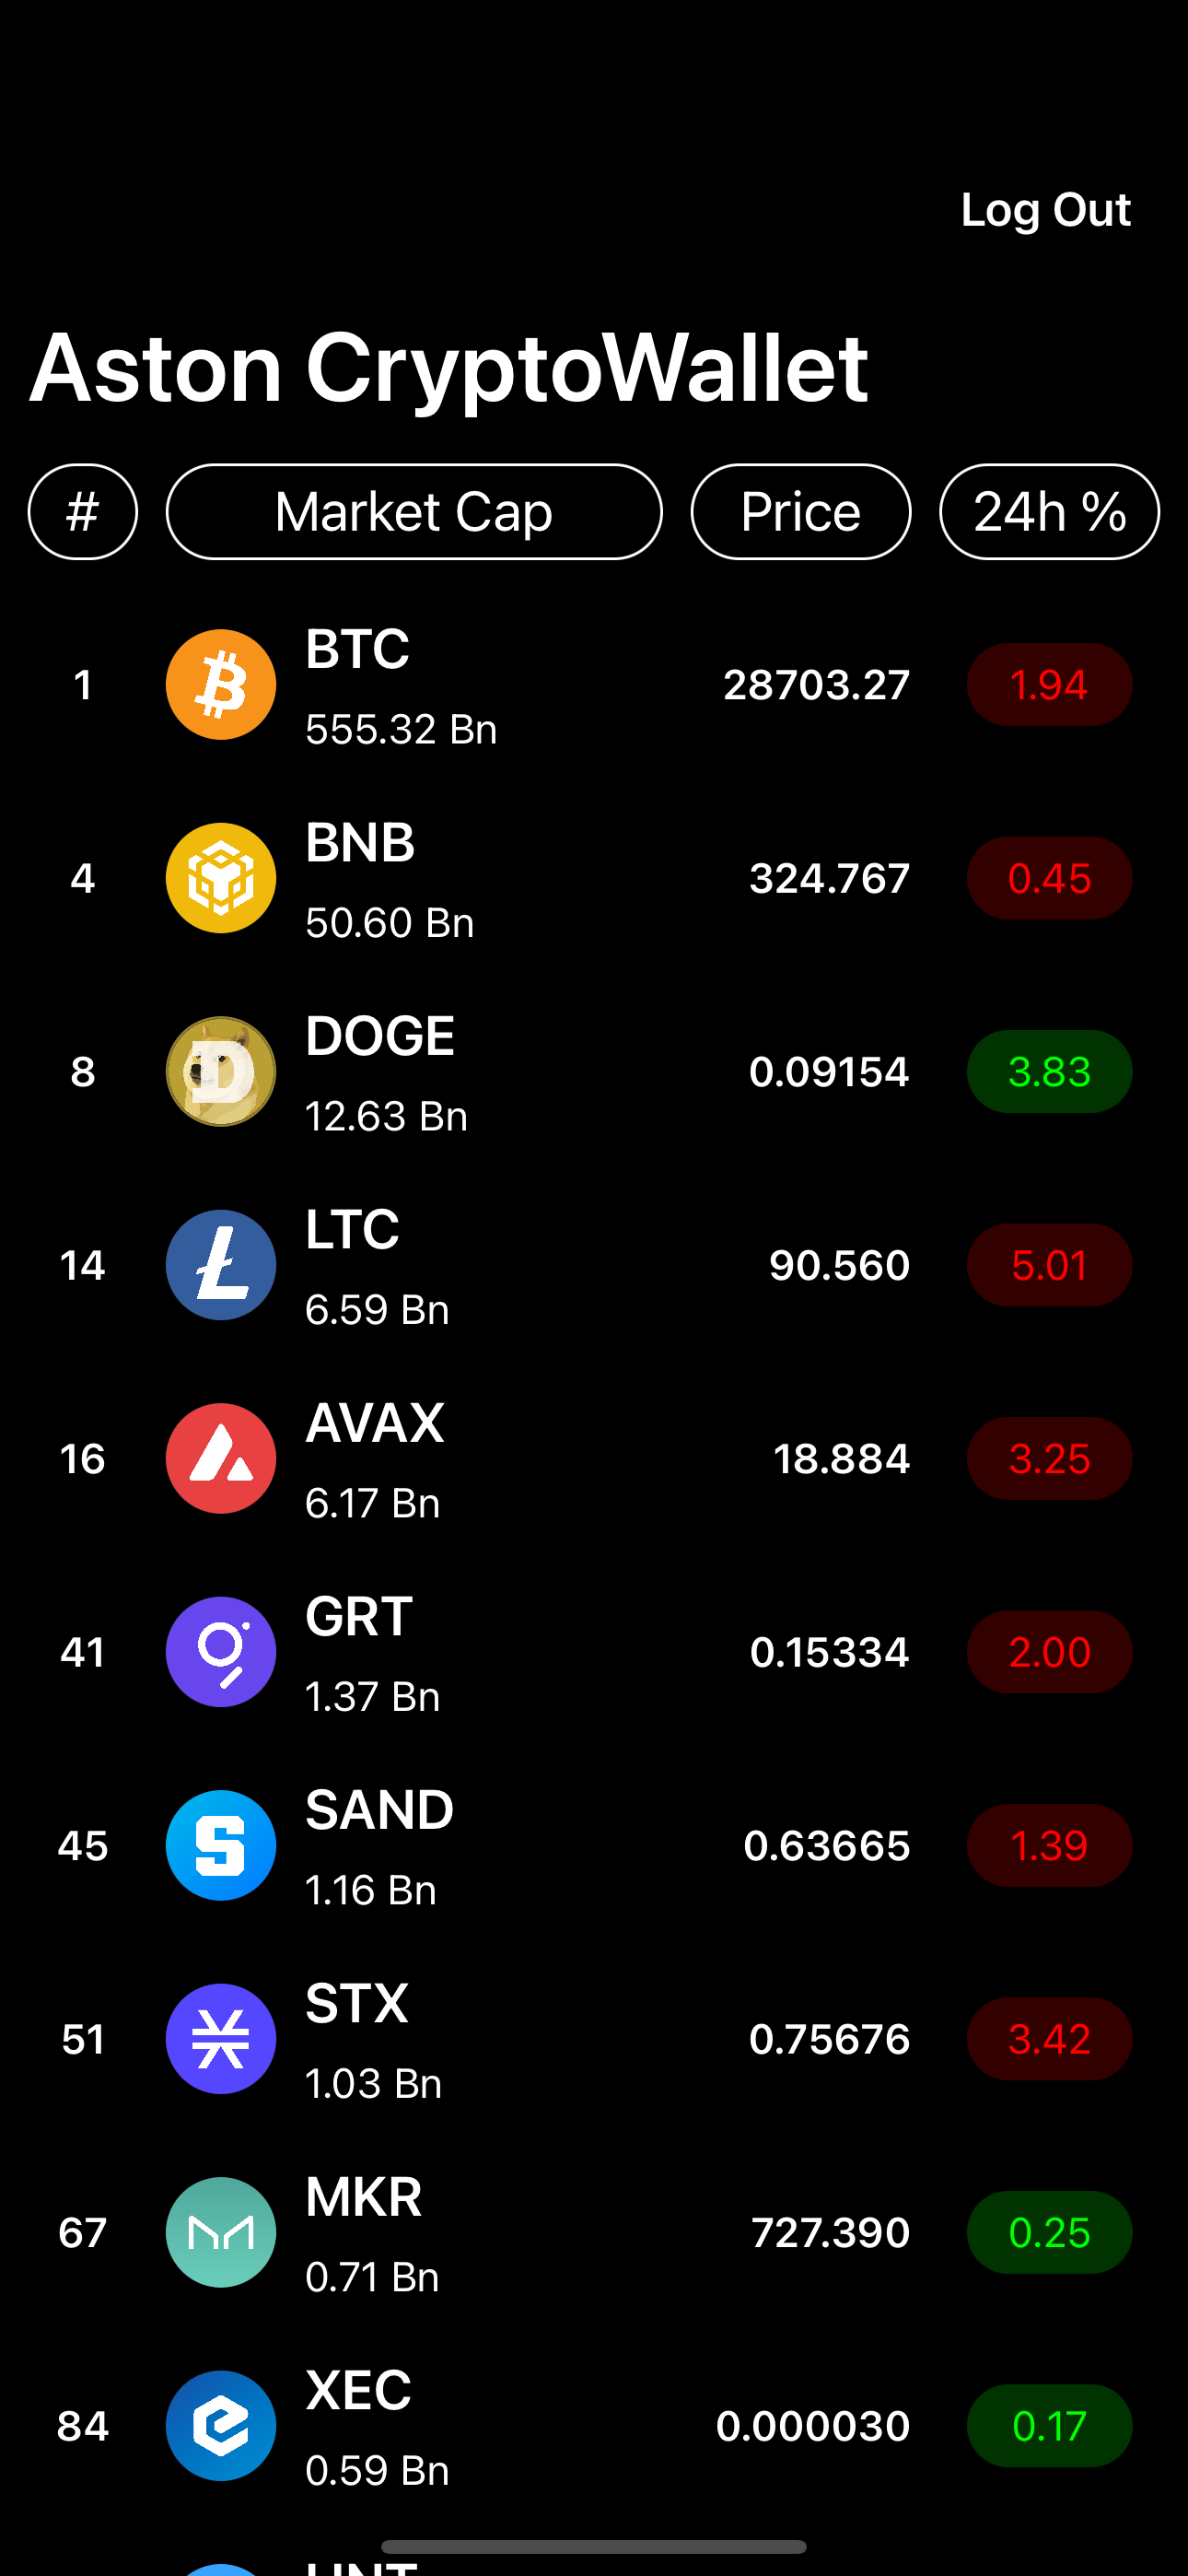 Log Out
Aston CryptoWallet
# Market Cap Price 24h %
1 BTC 28703.27 1.94
555.32 Bn
4 BNB 324.767 0.45
50.60 Bn
8 DOGE 0.09154 3.83
12.63 Bn
14 LTC 90.560 5.01
6.59 Bn
16 AVAX 18.884 3.25
6.17 Bn
41 GRT 0.15334 2.00
1.37 Bn
45 SAND 0.63665 1.39
1.16 Bn
51 STX 0.75676 3.42
1.03 Bn
67 MKR 727.390 0.25
0.71 Bn
84 XEC 0.000030 0.17
0.59 Bn